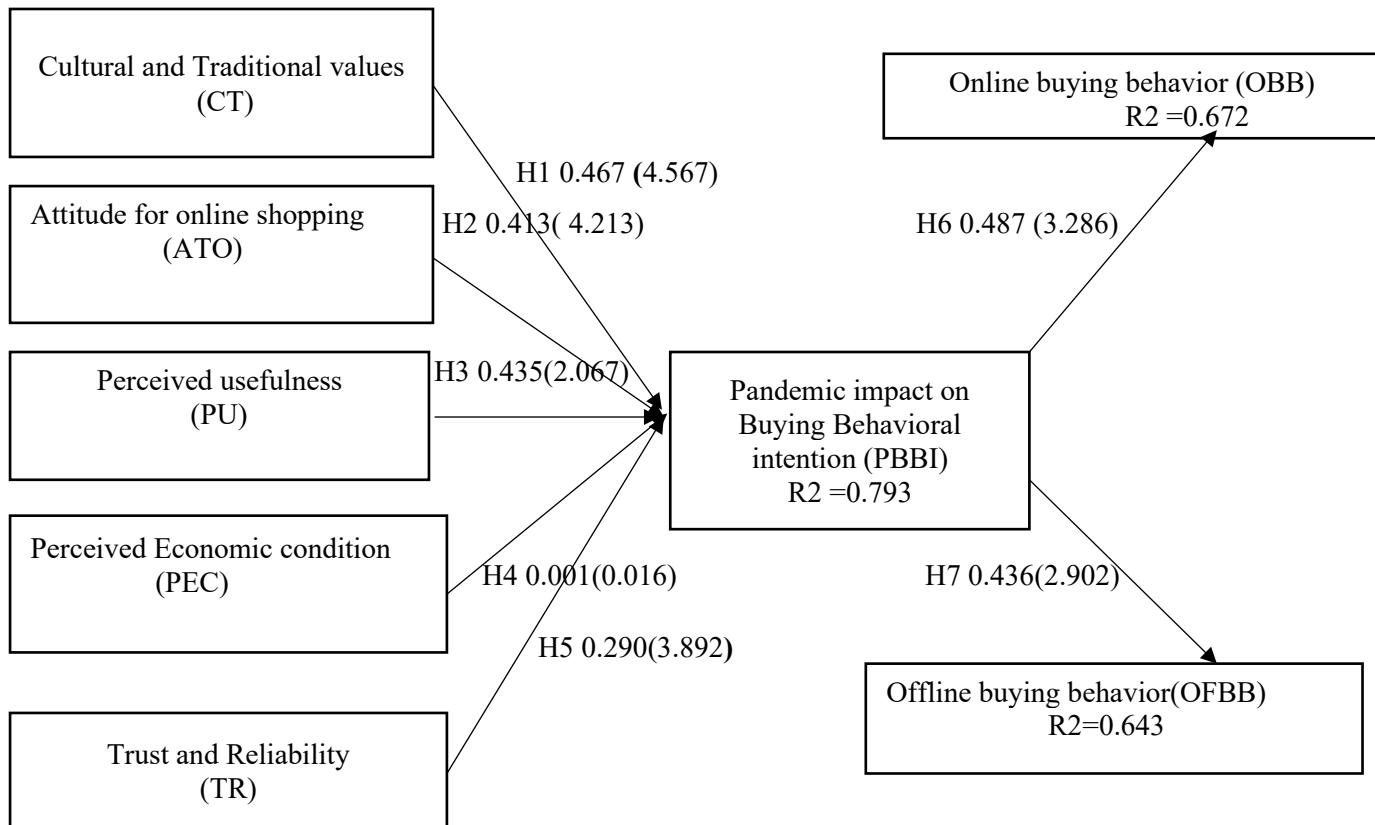 Cultural and Traditional values
(CT)
Attitude for online shopping
(ATO)
Perceived usefulness
(PU)
Perceived Economic condition
(PEC)
Trust and Reliability
(TR)
H1 0.467 (4.567)
H2 0.413( 4.213)
H3 0.435(2.067)
H4 0.001(0.016)
H5 0.290(3.892)
Pandemic impact on
Buying Behavioral
intention (PBBI)
R2 =0.793
H6 0.487 (3.286)
H7 0.436(2.902)
Online buying behavior (OBB)
R2 =0.672
Offline buying behavior(OFBB)
R2=0.643